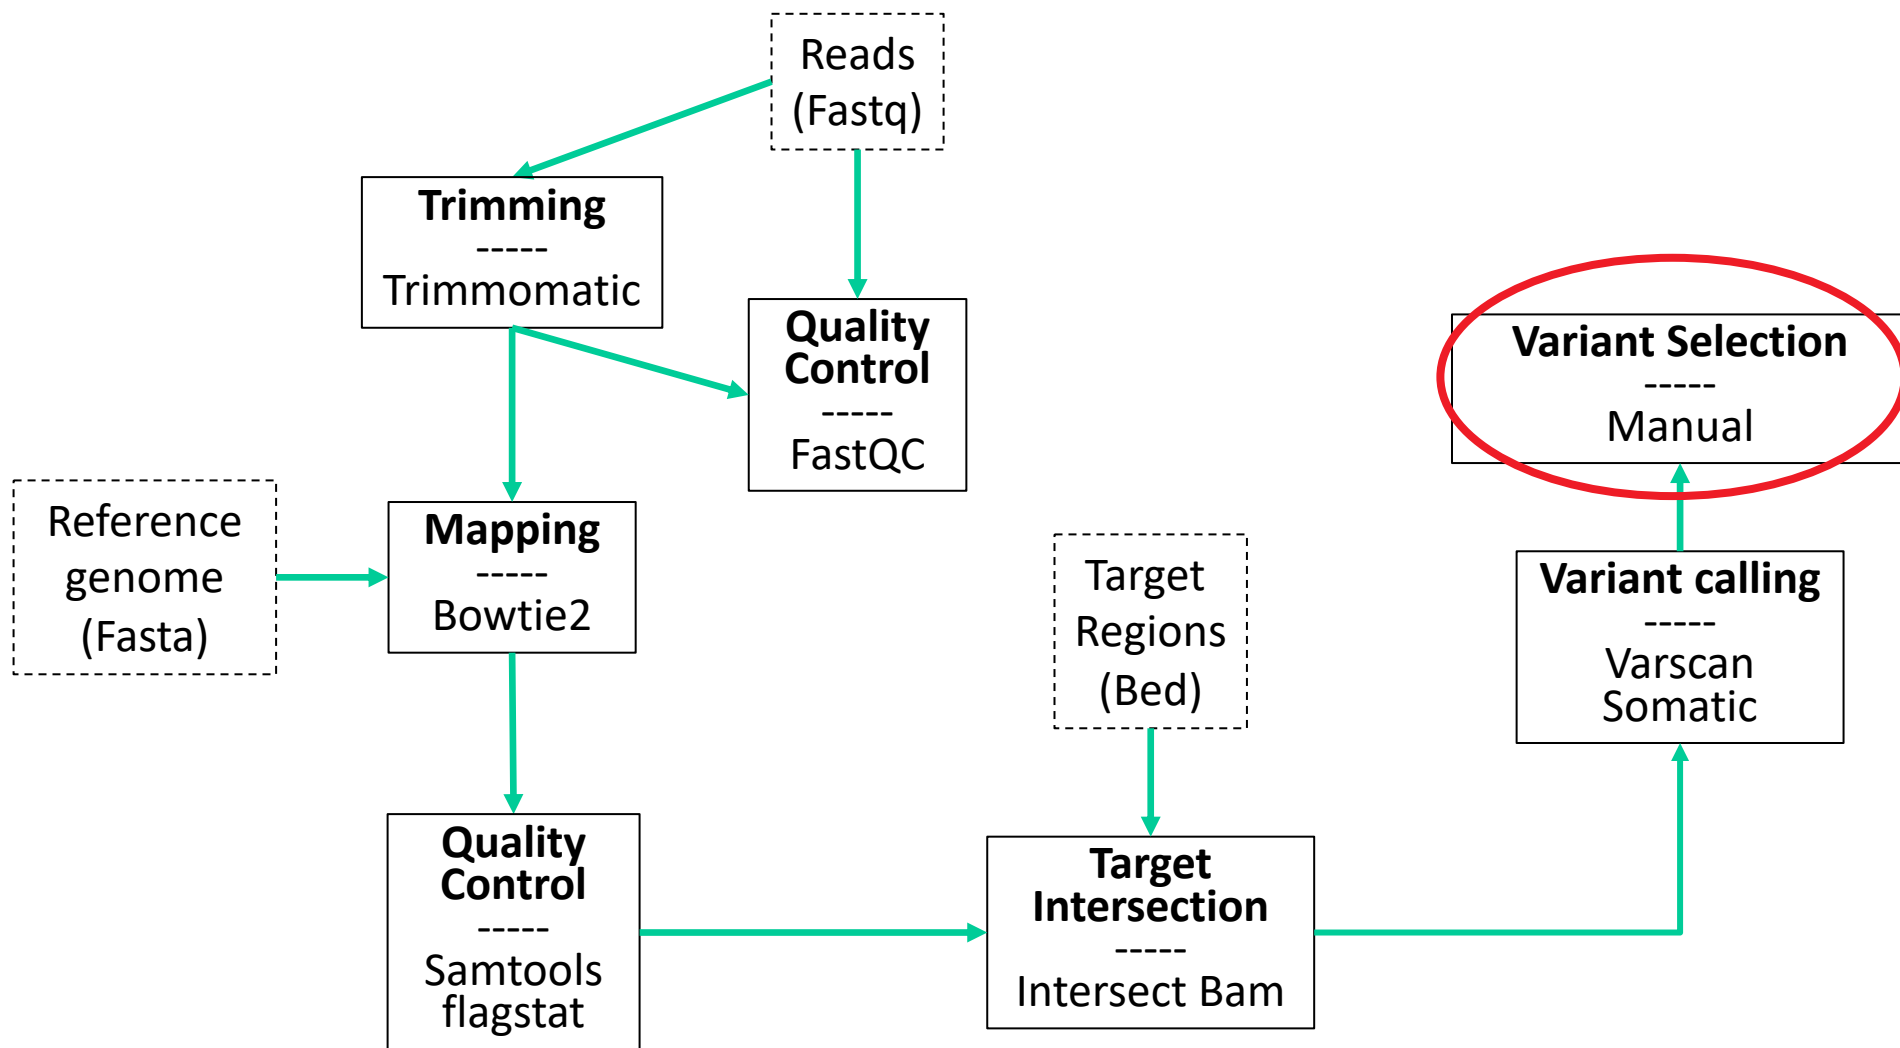 Reads
(Fastq)
Trimming
-----
Trimmomatic
Quality
Control
-----
FastQC
Reference
genome
(Fasta)
Mapping
-----
Bowtie2
Quality
Control
-----
Samtools
flagstat
Target
Regions
(Bed)
Target
Intersection
-----
Intersect Bam
Variant calling
-----
Varscan
Somatic
Variant Selection
-----
Manual